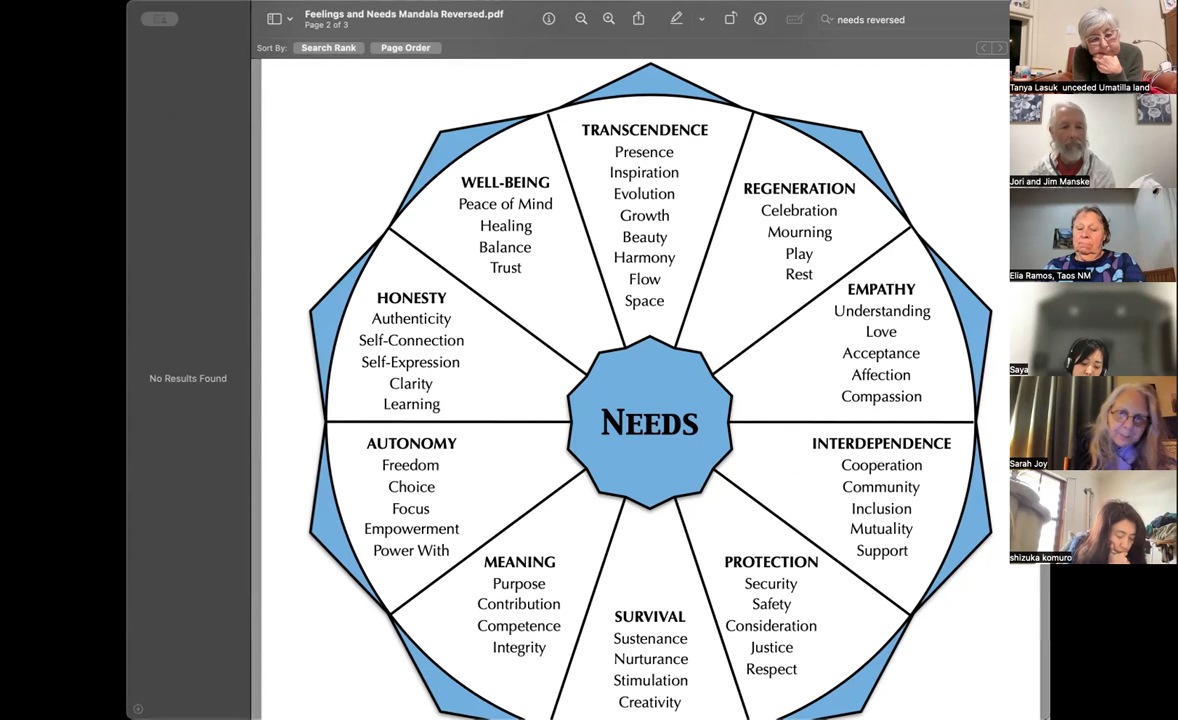 Feelings and Needs Mandala Reversed.pdf
Page 2 of 3
needs reversed
Sort By:
Search Rank
Page Order
No Results Found
TRANSCENDENCE
Presence
Inspiration
Evolution
Growth
Beauty
Harmony
Flow
Space
REGENERATION
Celebration
Mourning
Play
Rest
EMPATHY
Understanding
Love
Acceptance
Affection
Compassion
INTERDEPENDENCE
Cooperation
Community
Inclusion
Mutuality
Support
PROTECTION
Security
Safety
Consideration
Justice
Respect
SURVIVAL
Sustenance
Nurturance
Stimulation
Creativity
MEANING
Purpose
Contribution
Competence
Integrity
AUTONOMY
Freedom
Choice
Focus
Empowerment
Power With
HONESTY
Authenticity
Self-Connection
Self-Expression
Clarity
Learning
WELL-BEING
Peace of Mind
Healing
Balance
Trust
NEEDS
Tanya Lasuk unceded Umatilla land
Jori and Jim Manske
Elia Ramos, Taos NM
Saya
Sarah Joy
shizuka komuro